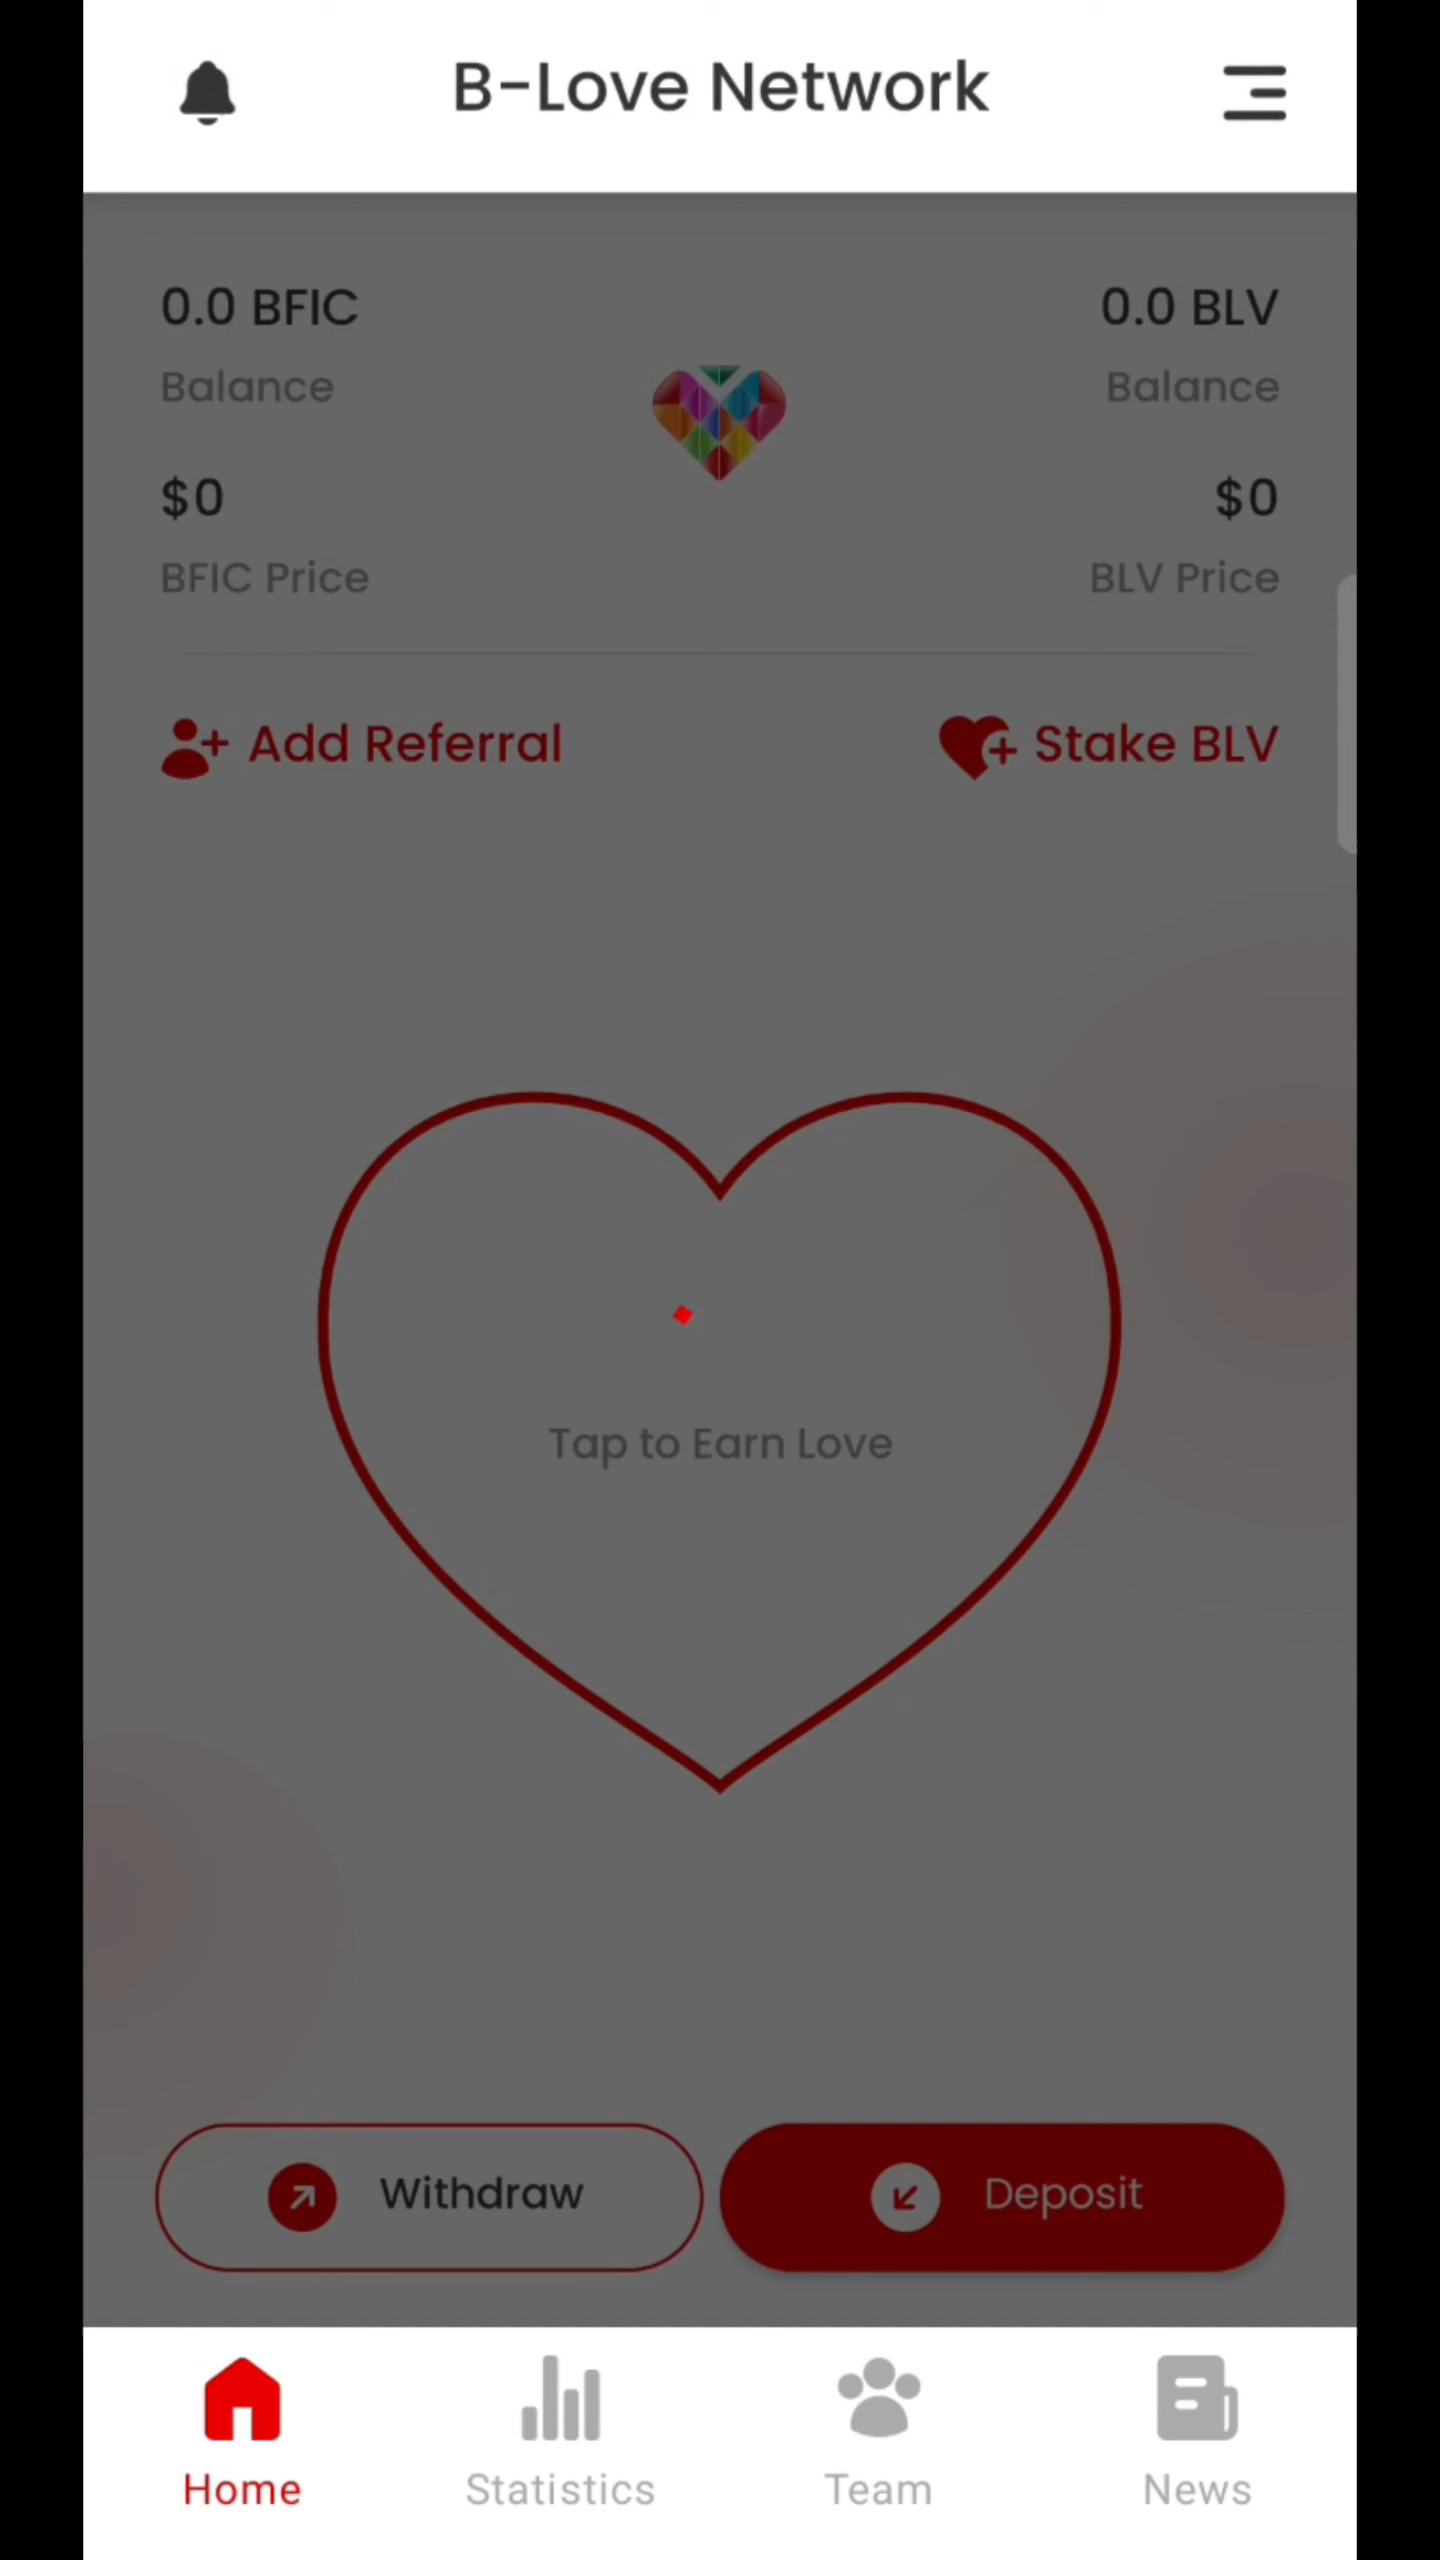 B-Love Network
0.0 BFIC
0.0 BLV
Balance
Balance
$0
$0
BFIC Price
BLV Price
Add Referral
Stake BLV
Tap to Earn Love
Withdraw
Deposit
Home
Statistics
Team
News